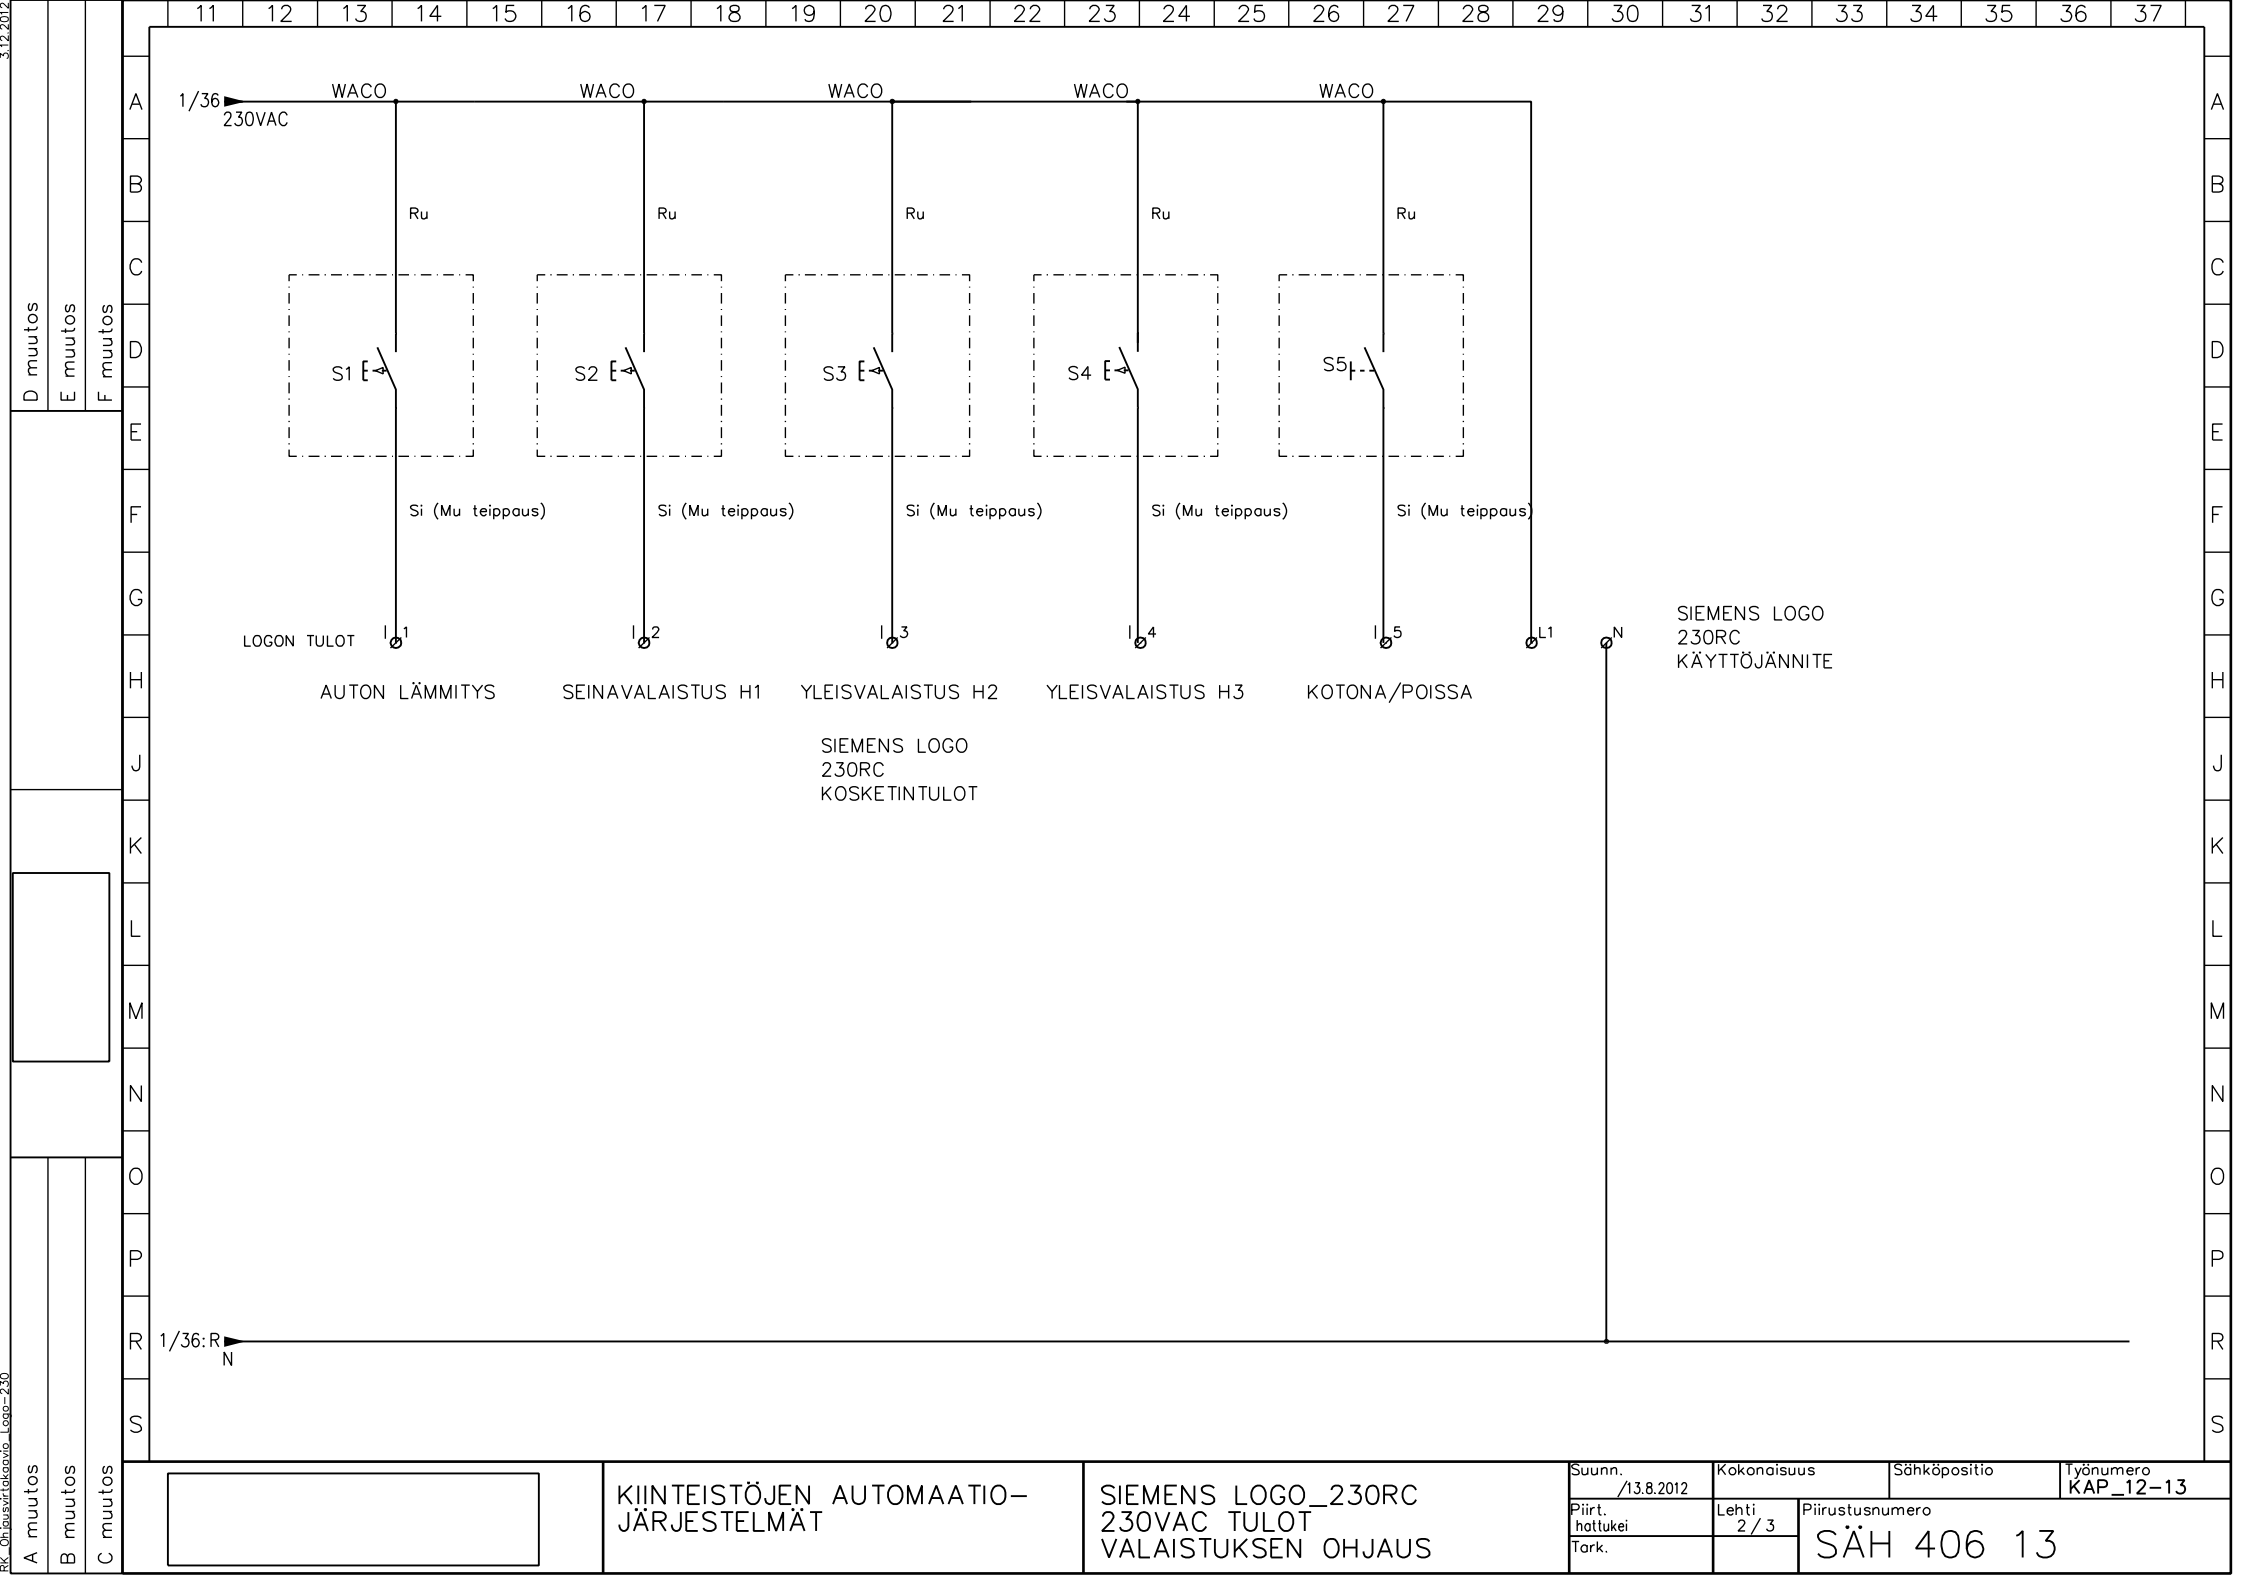 3.12.2012
11 12 13 14 15 16 17 18 19 20 21 22 23 24 25 26 27 28 29 30 31 32 33 34 35 36 37
D muutos
E muutos
F muutos
A muutos
B muutos
C muutos
RK_Ohjausvirtakaavio_Logo-230
A A
B B
C C
D D
E E
F F
G G
H H
J J
K K
L L
M M
N N
O O
P P
R R
S S
1/36 WACO WACO WACO WACO WACO
230VAC
Ru Ru Ru Ru Ru
S1 S2 S3 S4 S5
Si (Mu teippaus) Si (Mu teippaus) Si (Mu teippaus) Si (Mu teippaus) Si (Mu teippaus)
LOGON TULOT I 1 I 2 I 3 I 4 I 5 L1 N
SIEMENS LOGO
230RC
KÄYTTÖJÄNNITE
AUTON LÄMMITYS SEINAVALAISTUS H1 YLEISVALAISTUS H2 YLEISVALAISTUS H3 KOTONA/POISSA
SIEMENS LOGO
230RC
KOSKETINTULOT
1/36:R
N
KIINTEISTÖJEN AUTOMAATIO-
JÄRJESTELMÄT
SIEMENS LOGO_230RC
230VAC TULOT
VALAISTUKSEN OHJAUS
Suunn.
/13.8.2012
Kokonaisuus
Sähköpositio
Työnumero
KAP_12-13
Piirt.
hattukei
Lehti
2/3
Piirustusnumero
SÄH 406 13
Tark.